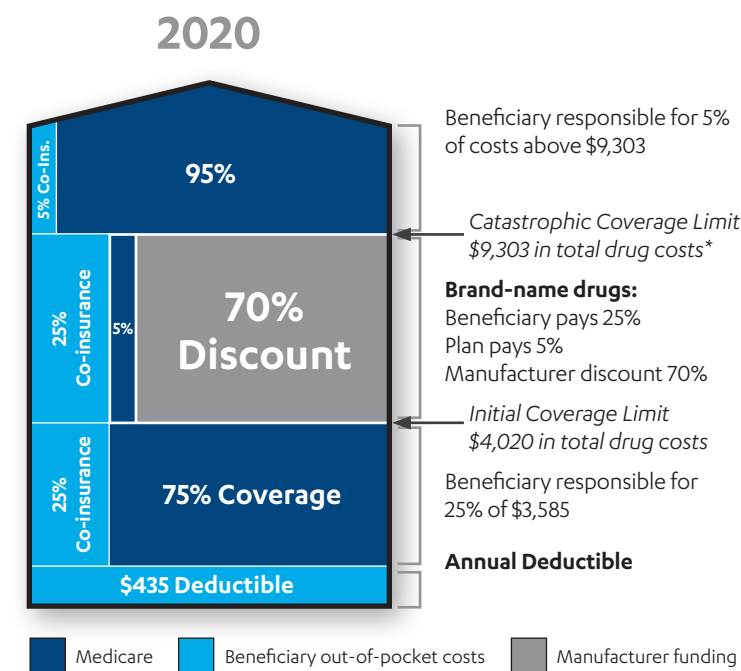 2020
5% Co-Ins.
95%
Beneficiary responsible for 5%
of costs above $9,303
Catastrophic Coverage Limit
$9,303 in total drug costs*
25%
Co-insurance
5%
70%
Discount
Brand-name drugs:
Beneficiary pays 25%
Plan pays 5%
Manufacturer discount 70%
Initial Coverage Limit
$4,020 in total drug costs
25%
Co-insurance
75% Coverage
Beneficiary responsible for
25% of $3,585
Annual Deductible
$435 Deductible
Medicare
Beneficiary out-of-pocket costs
Manufacturer funding